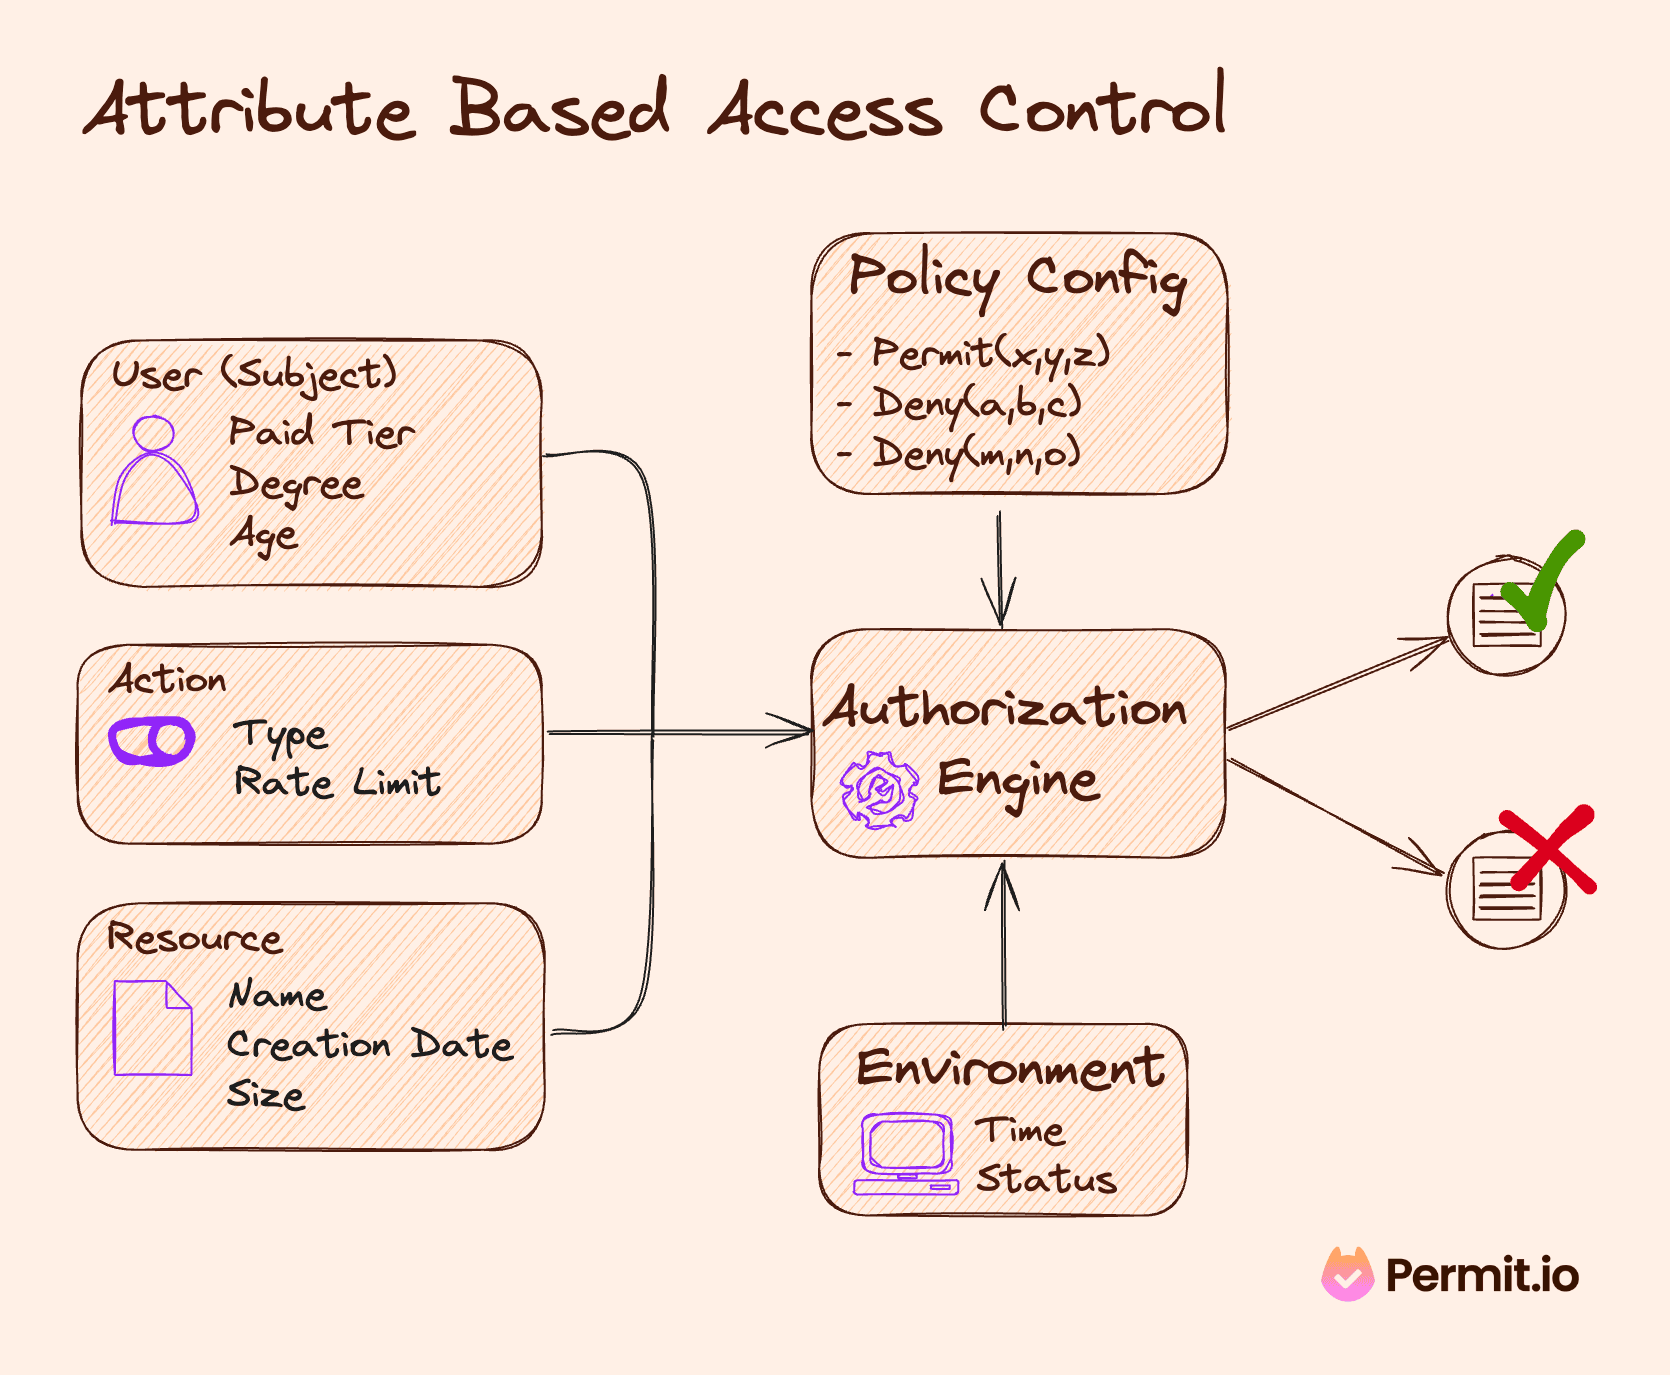 Attribute Based Access Control
Policy Config
- Permit(x,y,z)
- Deny(a,b,c)
- Deny(m,n,o)
User (Subject)
Paid Tier
Degree
Age
Action
Type
Rate Limit
Authorization
Engine
Resource
Name
Creation Date
Size
Environment
Time
Status
Permit.io